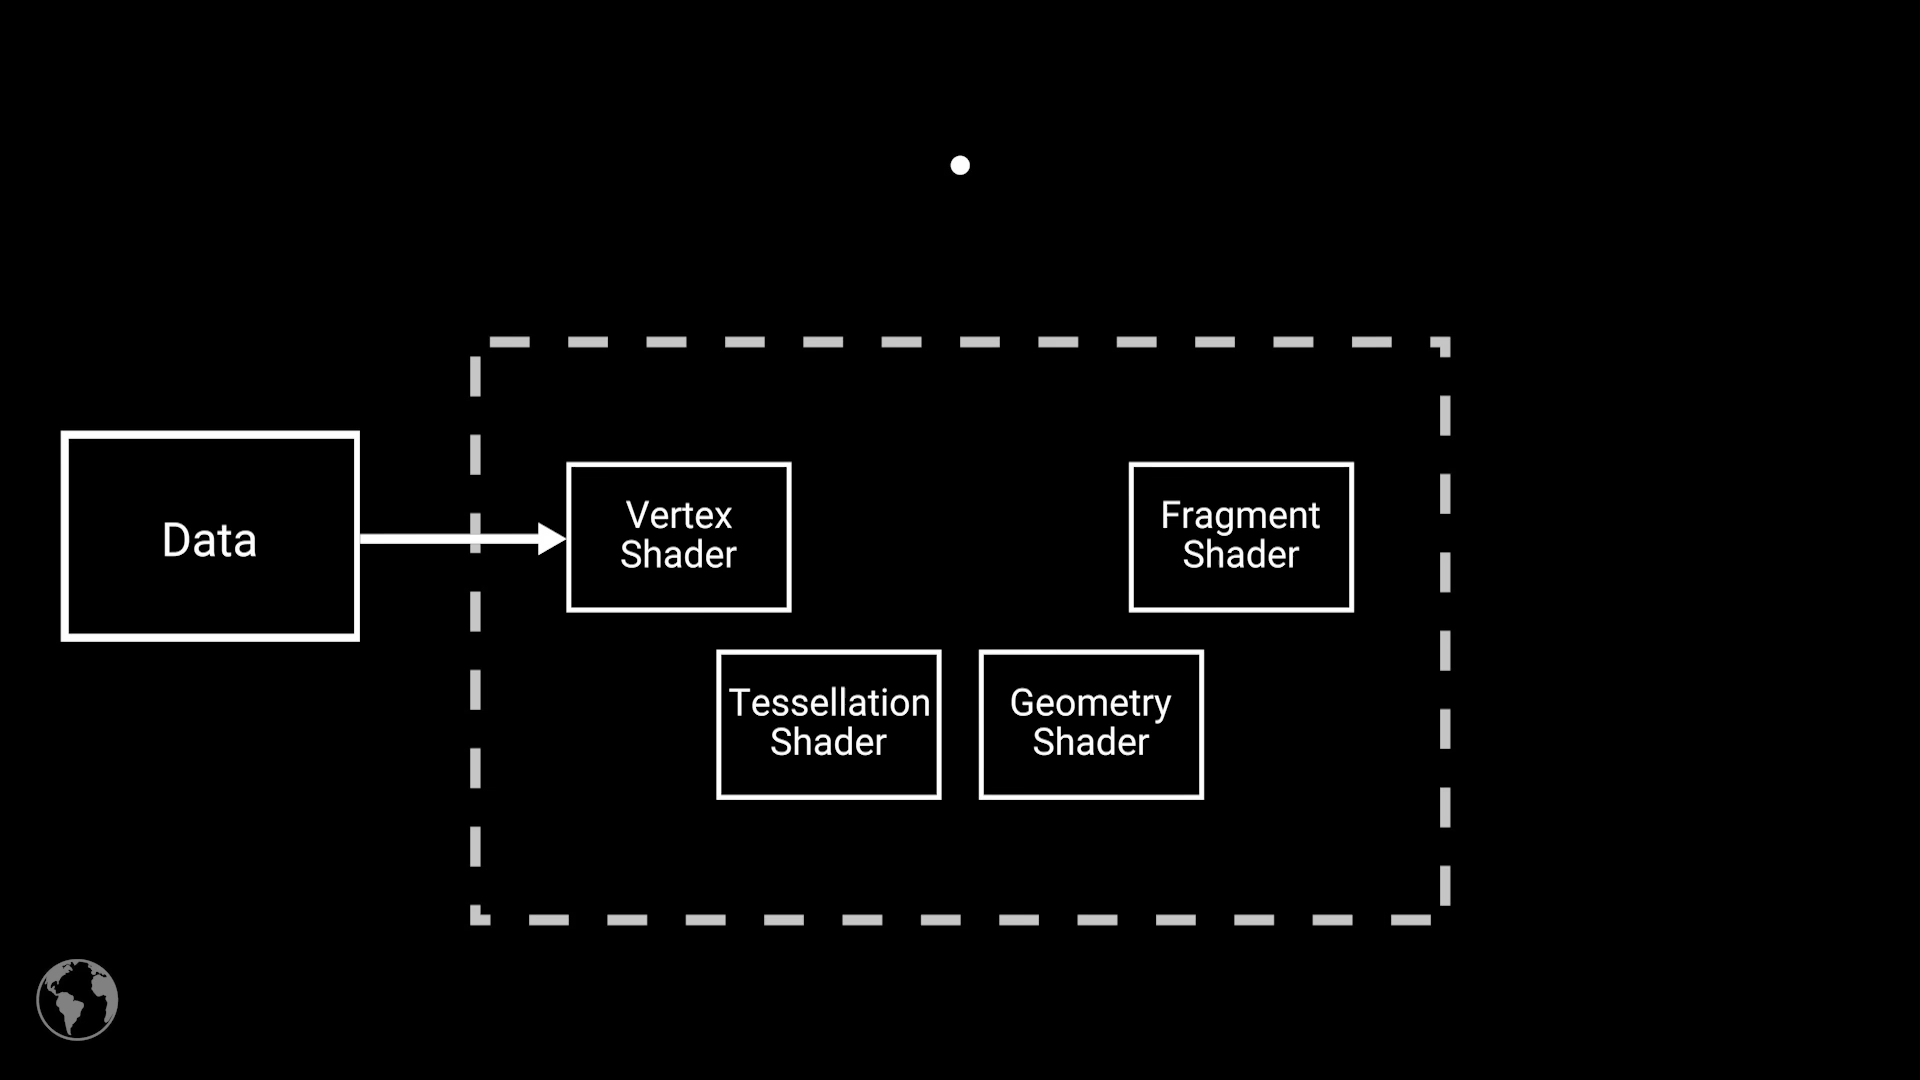 Data
Vertex
Shader
Fragment
Shader
Tessellation
Shader
Geometry
Shader